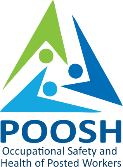 POOSH
Occupational Safety and
Health of Posted Workers